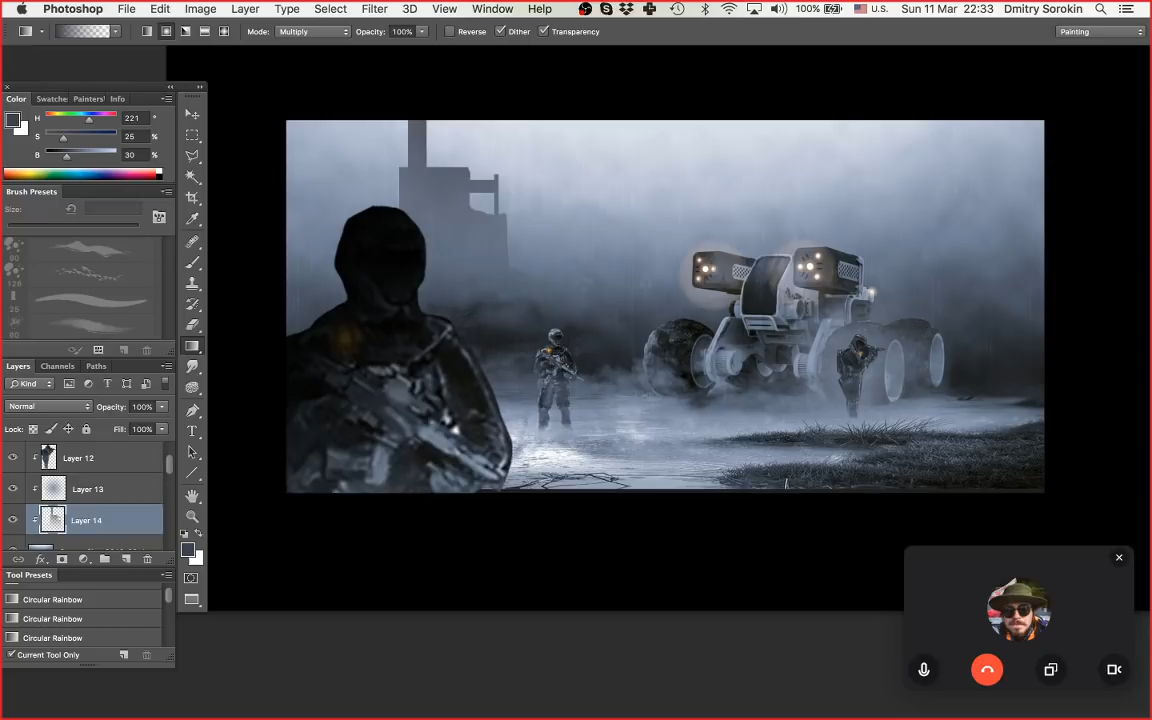 Photoshop File Edit Image Layer Type Select Filter 3D View Window Help 100% U.S. Sun 11 Mar 22:33 Dmitry Sorokin
Mode: Multiply Opacity: 100% Reverse Dither Transparency Painting
Color Swatche Painters' Info
H 221 °
S 25 %
B 30 %
Brush Presets
Size:
60
128
25
Layers Channels Paths
Kind
Normal Opacity: 100%
Lock: Fill: 100%
Layer 12
Layer 13
Layer 14
Tool Presets
Circular Rainbow
Circular Rainbow
Circular Rainbow
Current Tool Only